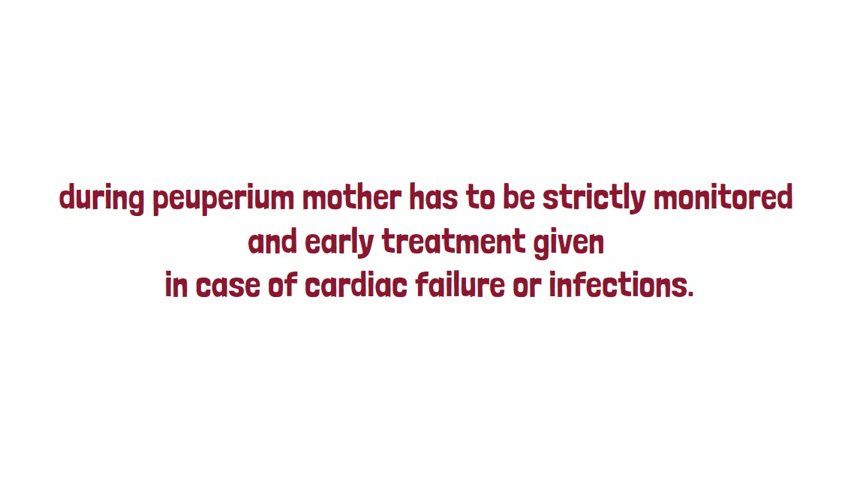 during peuperium mother has to be strictly monitored
and early treatment given
in case of cardiac failure or infections.